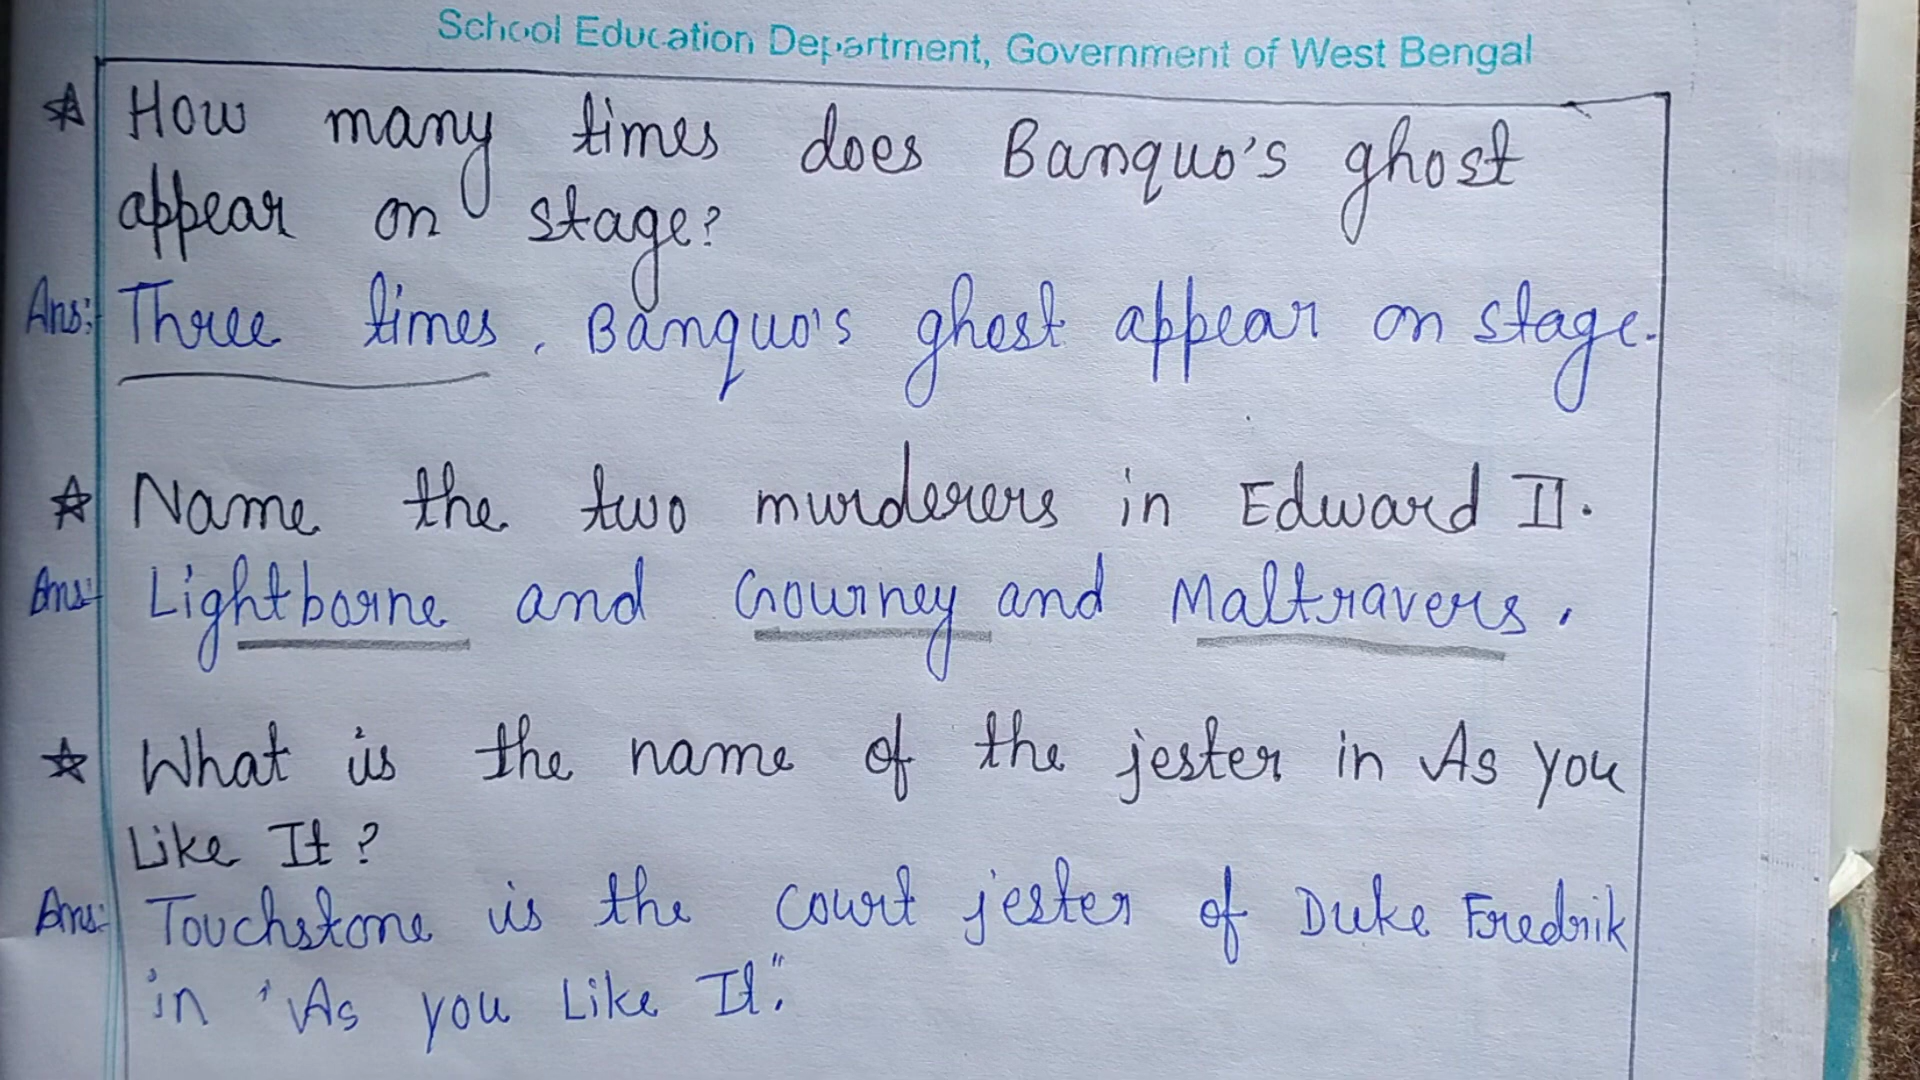 School Education Department, Government of West Bengal
How many times does Banquo's ghost
appear on stage?
Ans: Three times, Banquo's ghost appear on stage.
Name the two murderers in Edward II.
Ans: Lightborne and Gourney and Maltravers.
What is the name of the jester in As you
Like It?
Ans: Touchstone is the court jester of Duke Fredrik
in "As you Like It".